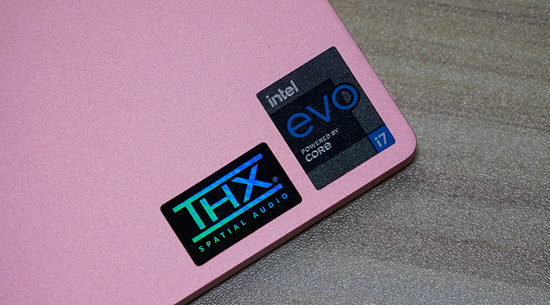 intel
evo
POWERED BY
CORE
i7
THX®
SPATIAL AUDIO